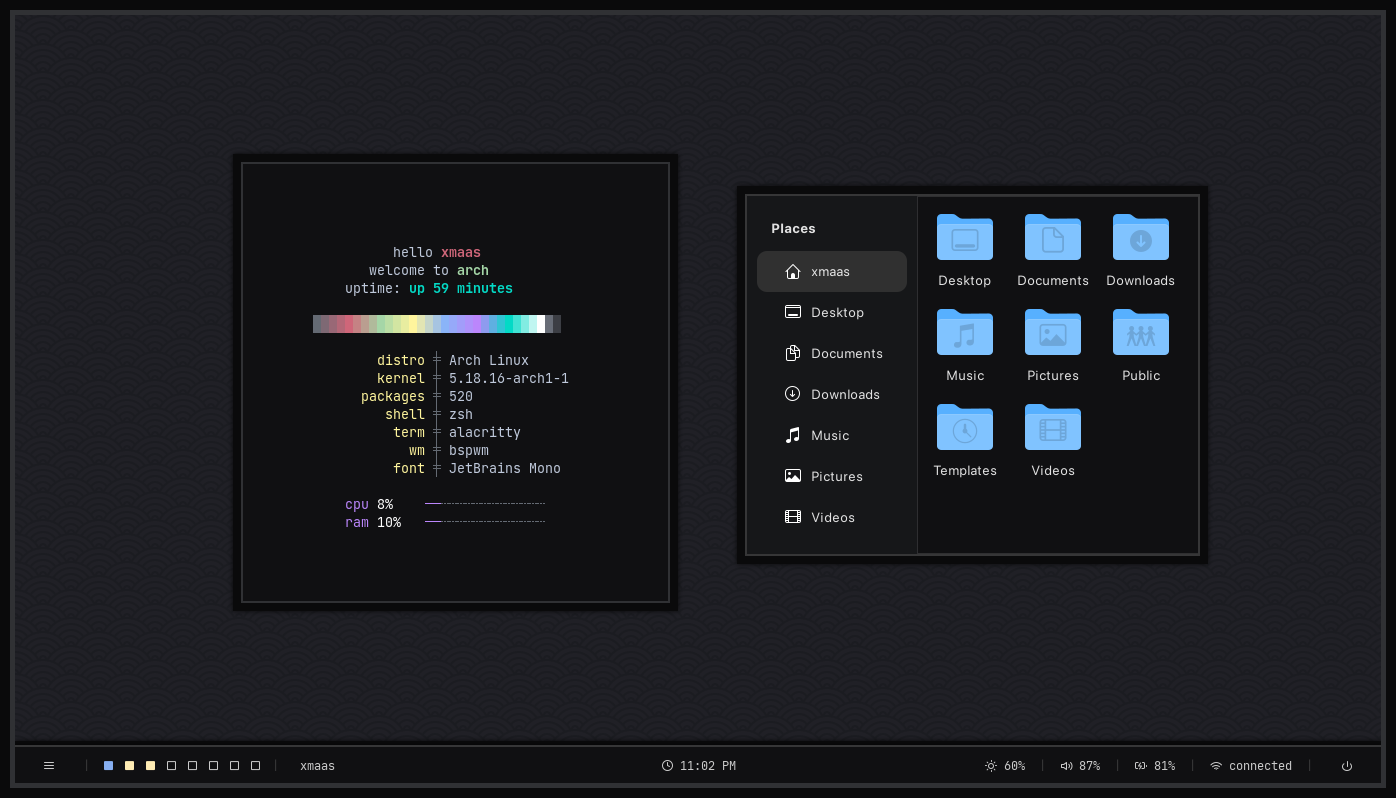 hello xmaas
welcome to arch
uptime: up 59 minutes
distro Arch Linux
kernel 5.18.16-arch1-1
packages 520
shell zsh
term alacritty
wm bspwm
font JetBrains Mono
cpu 8%
ram 10%
Places
xmaas
Desktop
Documents
Downloads
Music
Pictures
Videos
Desktop Documents Downloads
Music Pictures Public
Templates Videos
xmaas 11:02 PM 60% 87% 81% connected